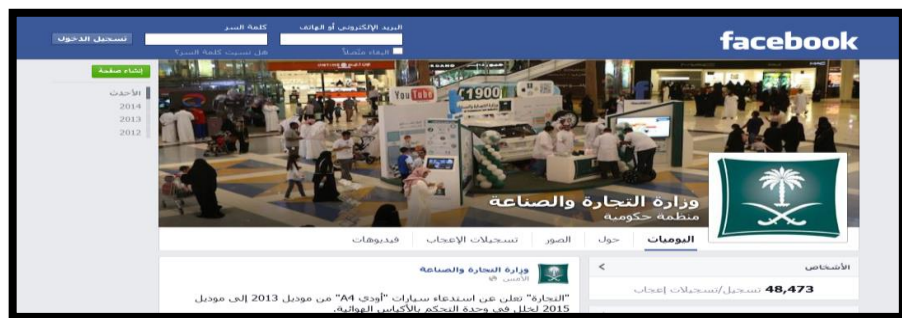 facebook
البريد الإلكتروني أو الهاتف
كلمة السر
تسجيل الدخول
البقاء متصلاً
هل نسيت كلمة السر؟
إنشاء صفحة
الأحدث
2014
2013
2012
You Tube
1900
وزارة التجارة والصناعة
منظمة حكومية
اليوميات
حول
الصور
تسجيلات الإعجاب
فيديوهات
الأشخاص
48,473 تسجيل/تسجيلات إعجاب
وزارة التجارة والصناعة
الأمس
"التجارة" تعلن عن استدعاء سيارات "أودي A4" من موديل 2013 إلى موديل
2015 لخلل في وحدة التحكم بالأكياس الهوائية.